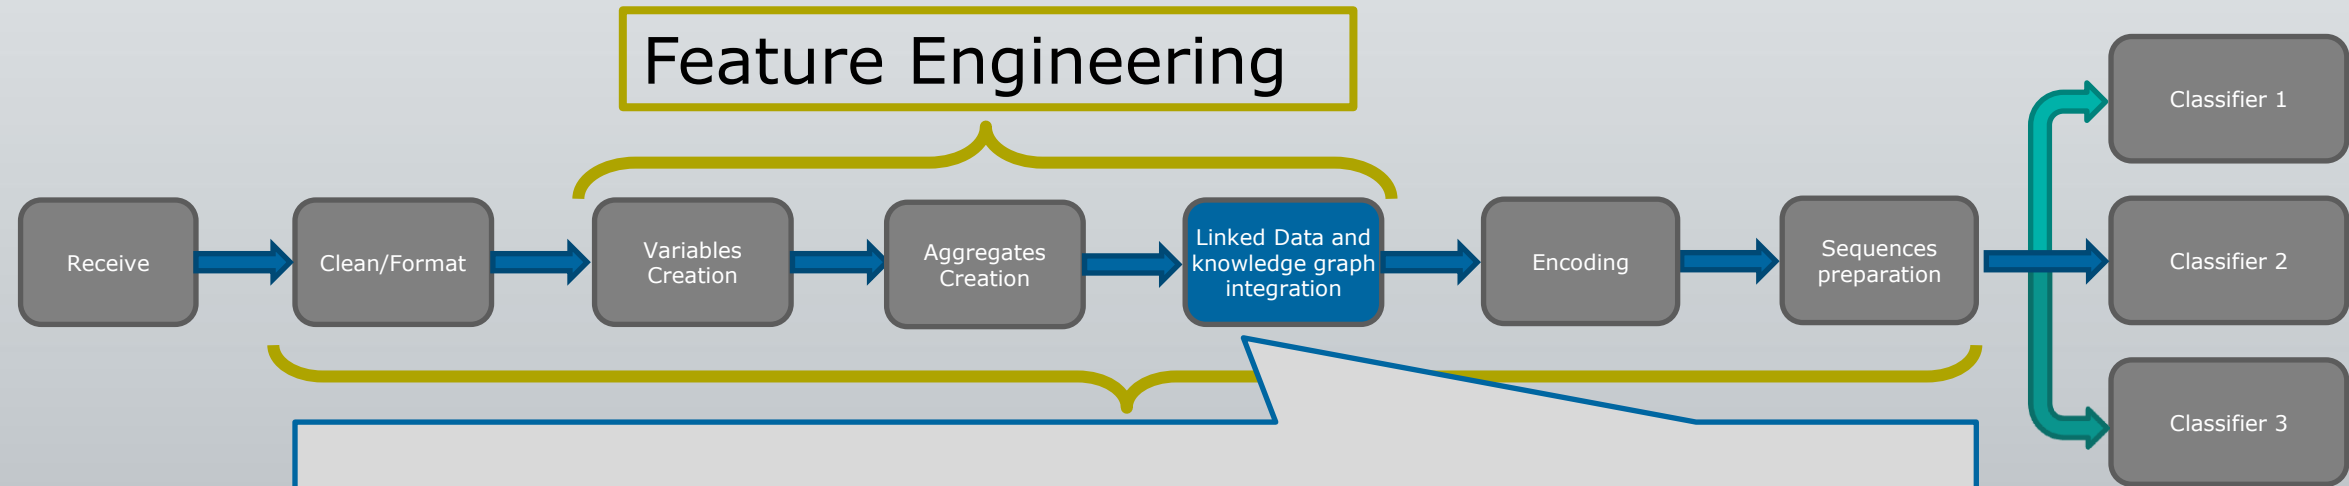 Feature Engineering
Receive
Clean/Format
Variables
Creation
Aggregates
Creation
Linked Data and
knowledge graph
integration
Encoding
Sequences
preparation
Classifier 1
Classifier 2
Classifier 3